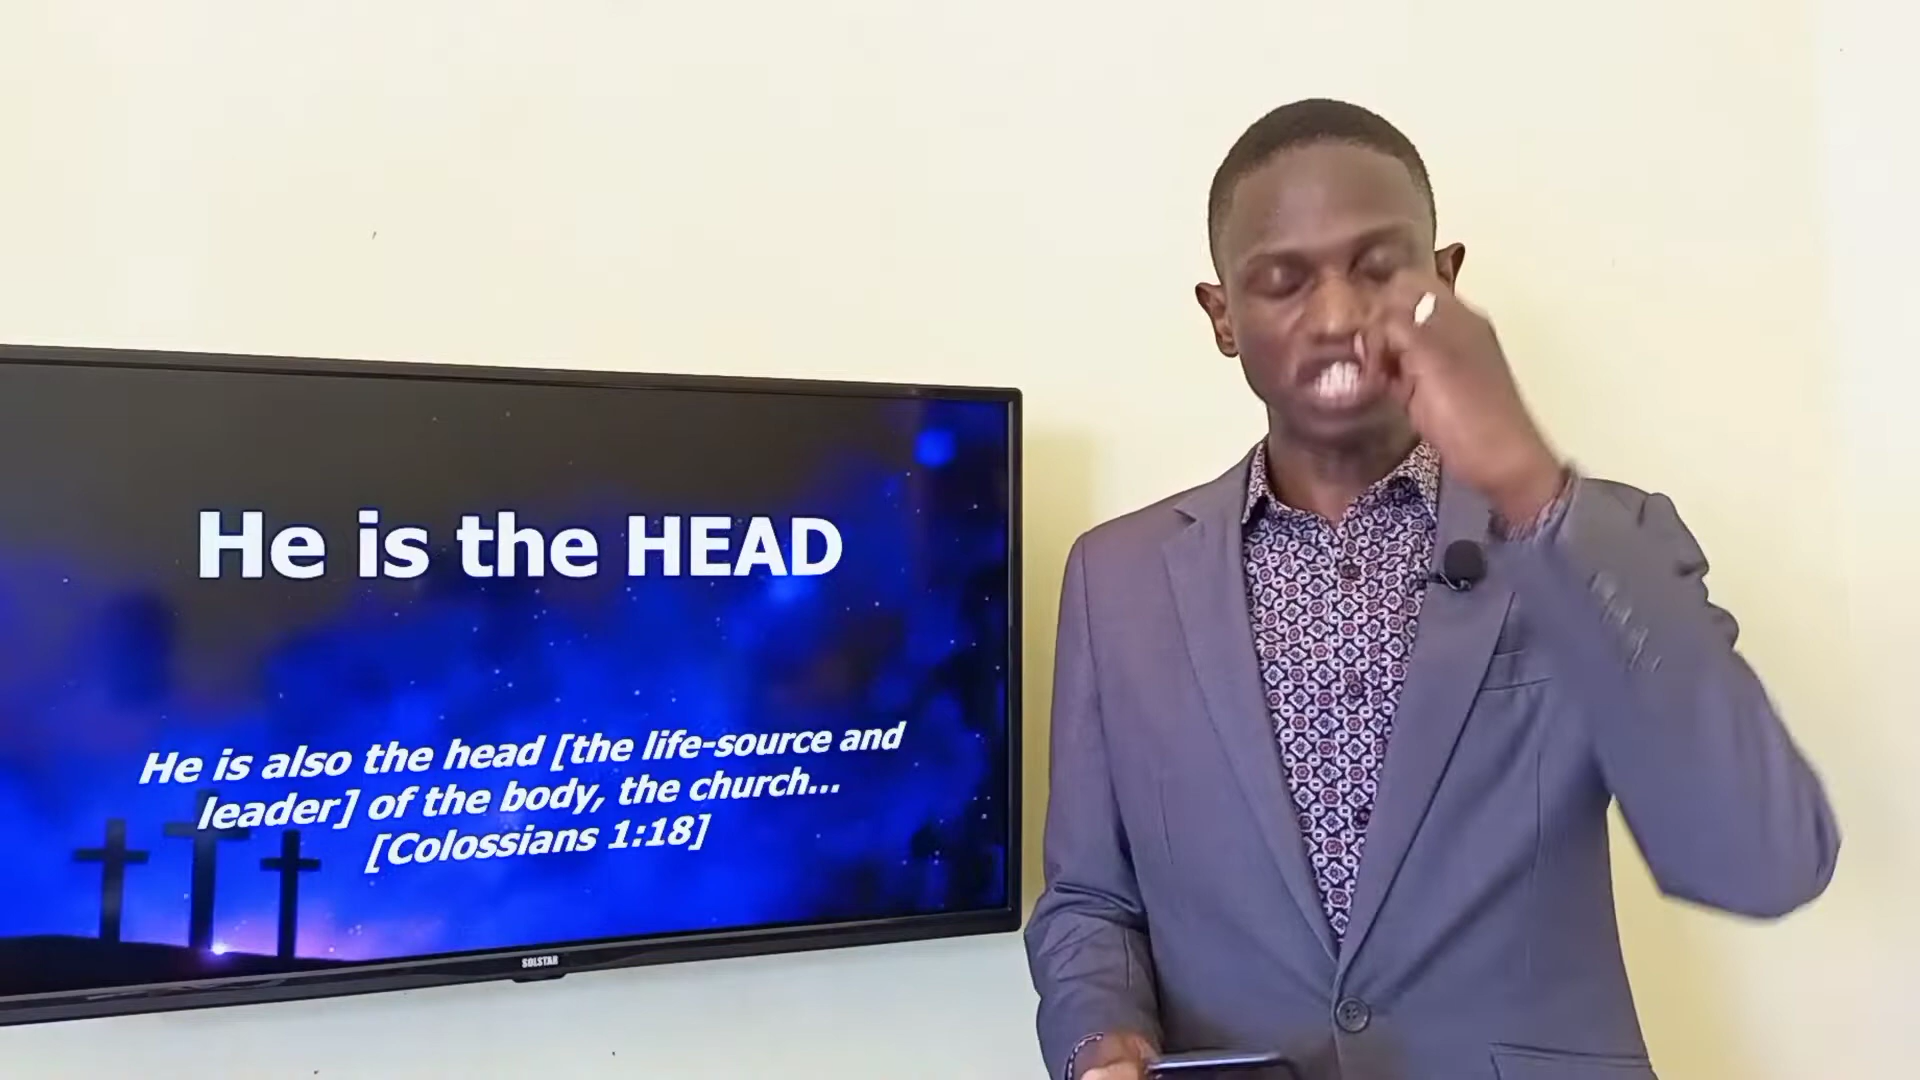 He is the HEAD
He is also the head [the life-source and
leader] of the body, the church...
[Colossians 1:18]
SOLSTAR